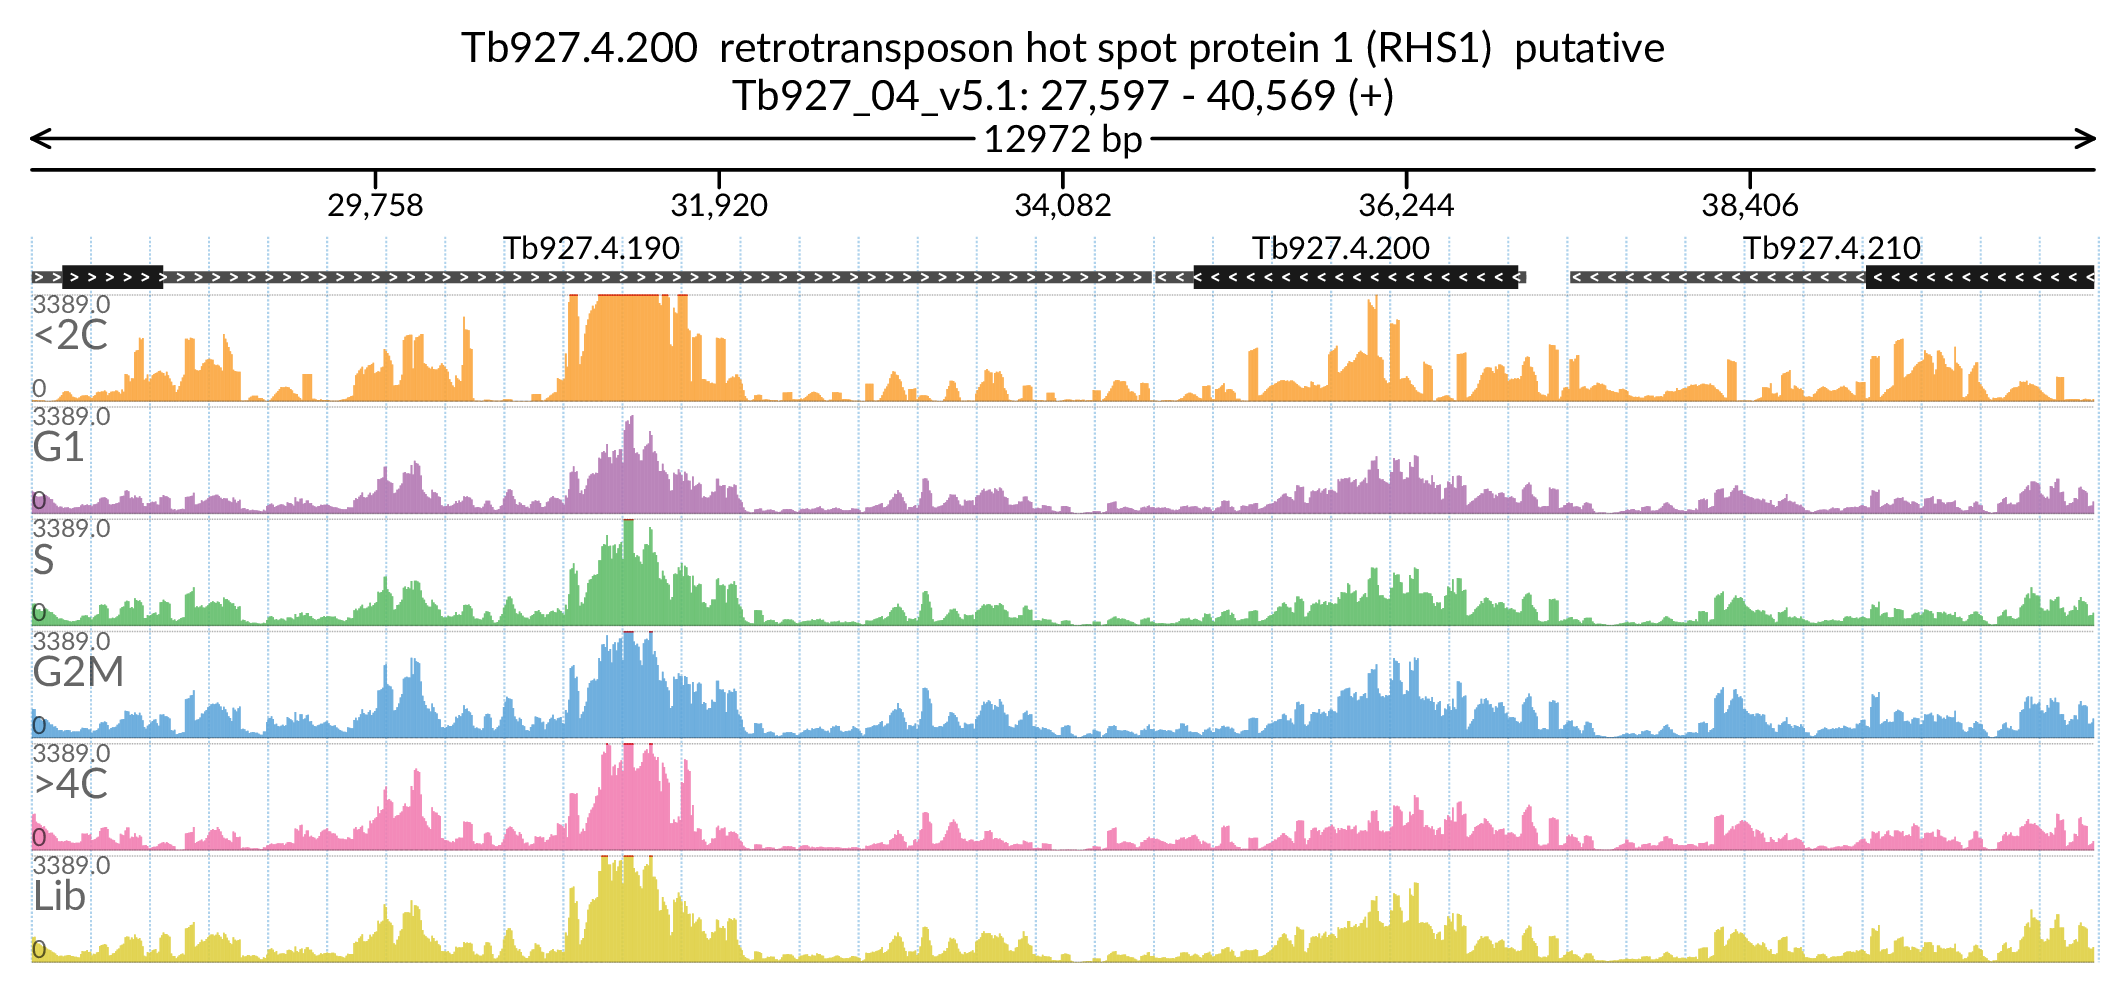 Tb927.4.200  retrotransposon hot spot protein 1 (RHS1)  putative
Tb927_04_v5.1: 27,597 - 40,569 (+)
12972 bp
29,758 31,920 34,082 36,244 38,406
Tb927.4.190 Tb927.4.200 Tb927.4.210
3389.0
<2C
0
3389.0
G1
0
3389.0
S
0
3389.0
G2M
0
3389.0
>4C
0
3389.0
Lib
0